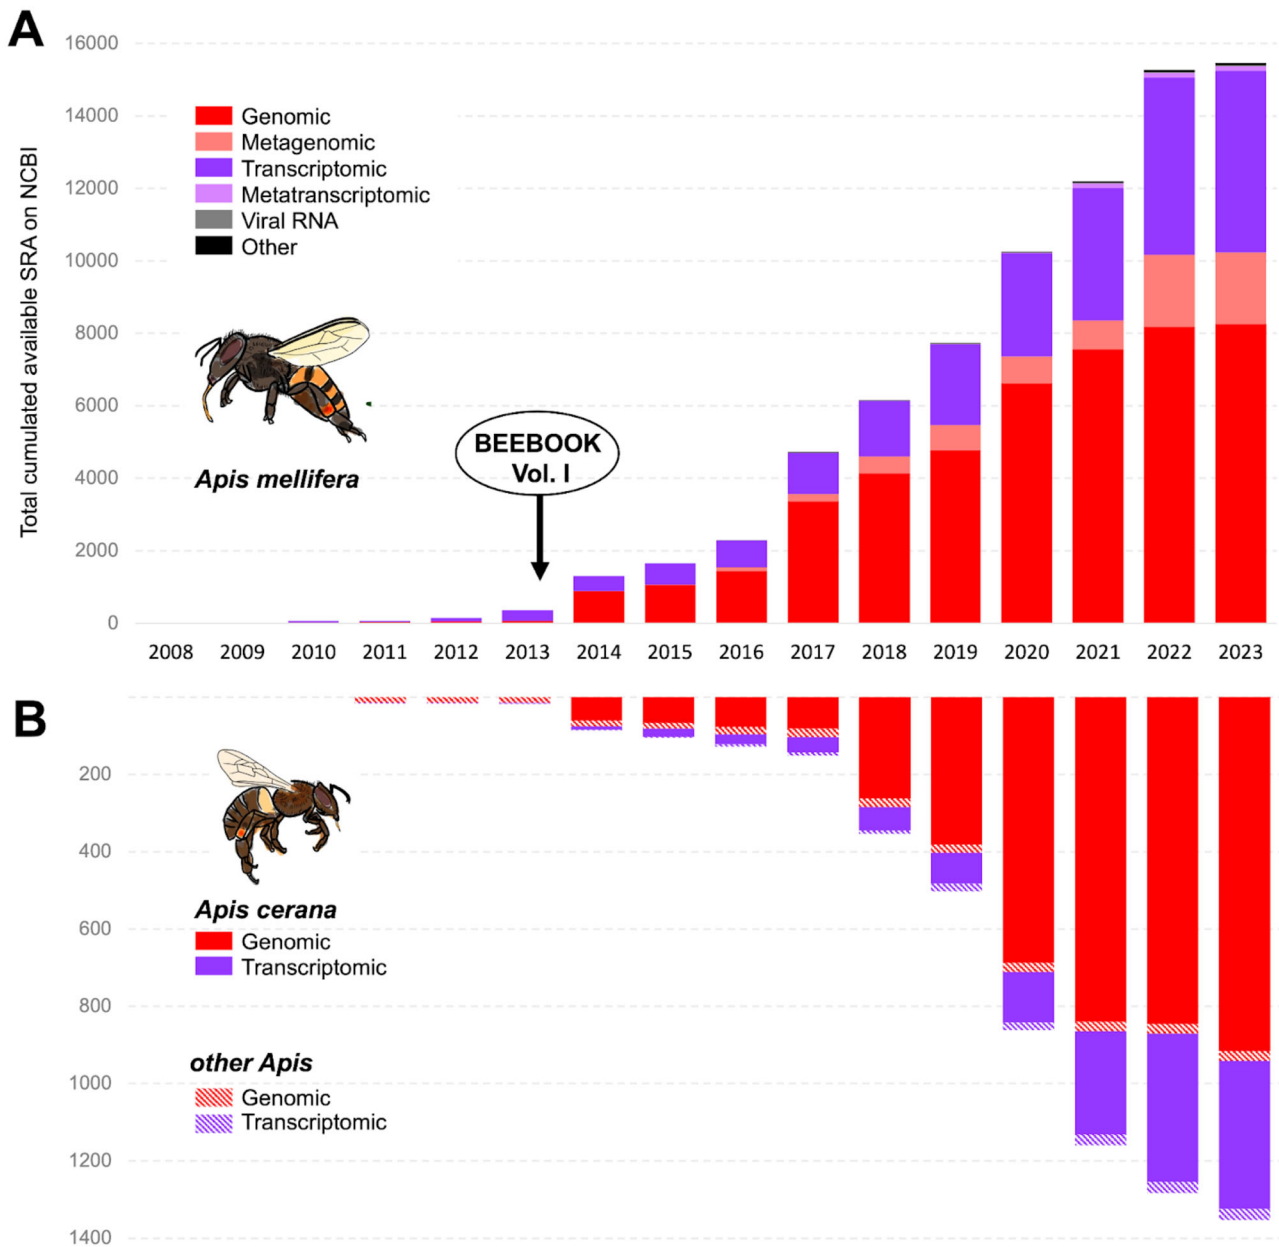 A
Total cumulated available SRA on NCBI
16000
14000
12000
10000
8000
6000
4000
2000
0
Genomic
Metagenomic
Transcriptomic
Metatranscriptomic
Viral RNA
Other
Apis mellifera
BEEBOOK
Vol. I
2008 2009 2010 2011 2012 2013 2014 2015 2016 2017 2018 2019 2020 2021 2022 2023
B
200
400
600
800
1000
1200
1400
Apis cerana
Genomic
Transcriptomic
other Apis
Genomic
Transcriptomic